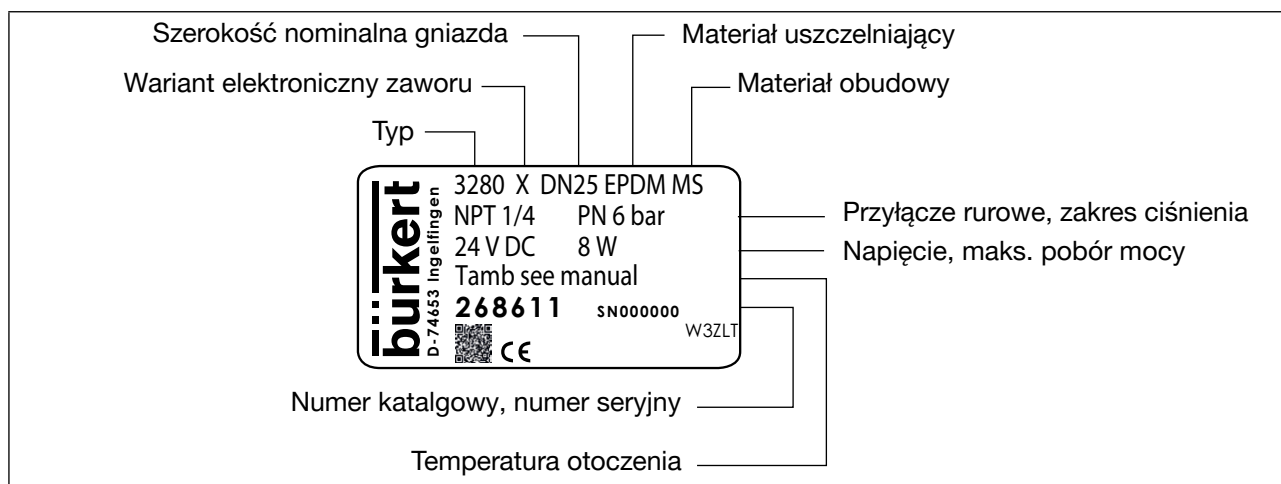 Szerokość nominalna gniazda
Materiał uszczelniający
Wariant elektroniczny zaworu
Materiał obudowy
Typ
bürkert
D-74653 Ingelfingen
3280 X DN25 EPDM MS
NPT 1/4 PN 6 bar
24 V DC 8 W
Tamb see manual
268611 SN000000
W3ZLT
CE
Przyłącze rurowe, zakres ciśnienia
Napięcie, maks. pobór mocy
Numer katalgowy, numer seryjny
Temperatura otoczenia